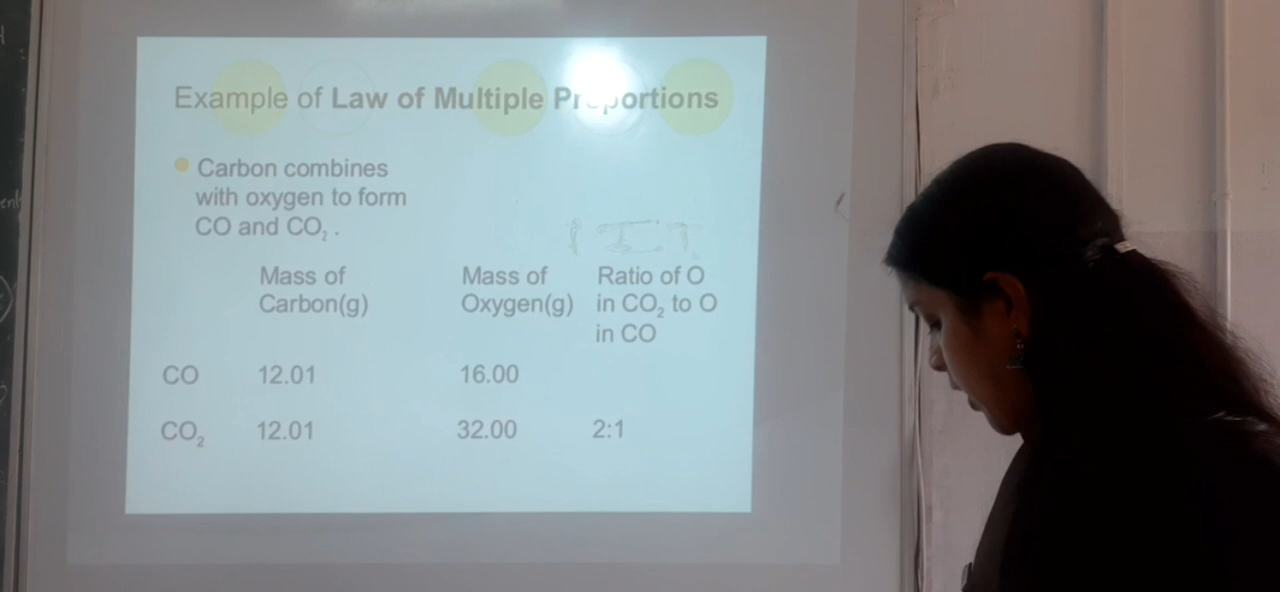 Example of Law of Multiple Proportions
Carbon combines
with oxygen to form
CO and CO₂ .
Mass of Carbon(g)
Mass of Oxygen(g)
Ratio of O in CO₂ to O in CO
CO 12.01 16.00
CO₂ 12.01 32.00 2:1